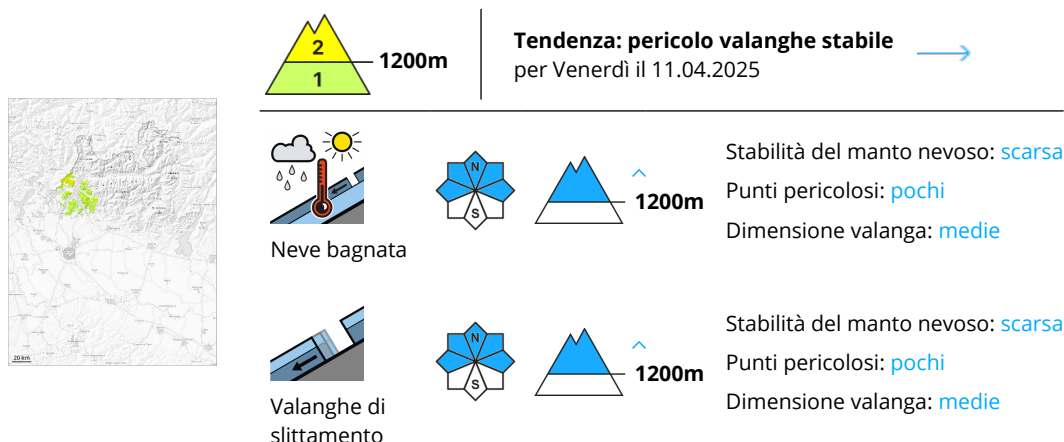 2
1200m
1
Tendenza: pericolo valanghe stabile
per Venerdì il 11.04.2025
20 km
N
S
1200m
Neve bagnata
Stabilità del manto nevoso: scarsa
Punti pericolosi: pochi
Dimensione valanga: medie
N
S
1200m
Valanghe di
slittamento
Stabilità del manto nevoso: scarsa
Punti pericolosi: pochi
Dimensione valanga: medie